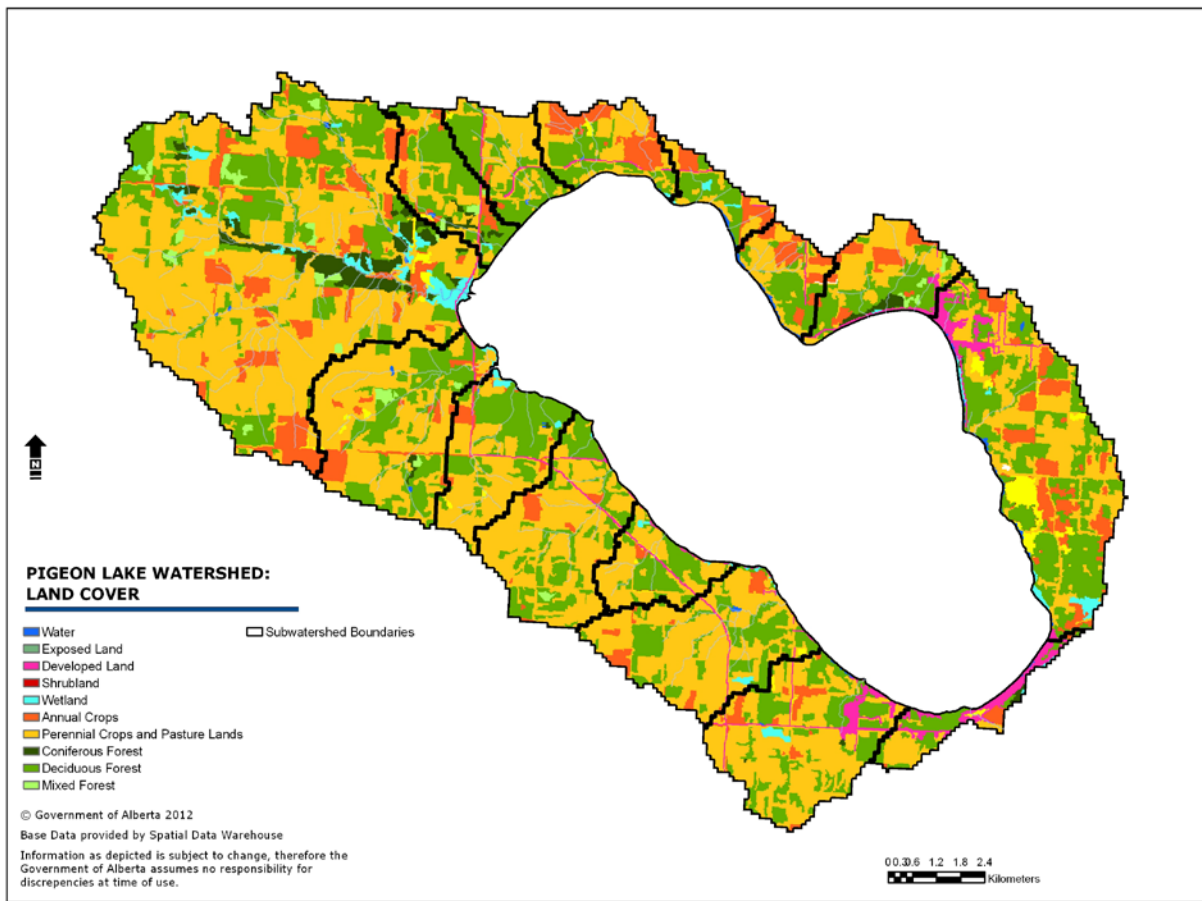 N
PIGEON LAKE WATERSHED:
LAND COVER
Water
Subwatershed Boundaries
Exposed Land
Developed Land
Shrubland
Wetland
Annual Crops
Perennial Crops and Pasture Lands
Coniferous Forest
Deciduous Forest
Mixed Forest
© Government of Alberta 2012
Base Data provided by Spatial Data Warehouse
Information as depicted is subject to change, therefore the
Government of Alberta assumes no responsibility for
discrepancies at time of use.
0 0.3 0.6 1.2 1.8 2.4
Kilometers